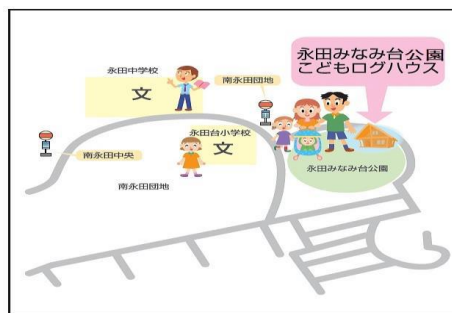 永田みなみ台公園
こどもログハウス
永田中学校
文
南永田団地
永田台小学校
文
南永田中央
南永田団地
永田みなみ台公園